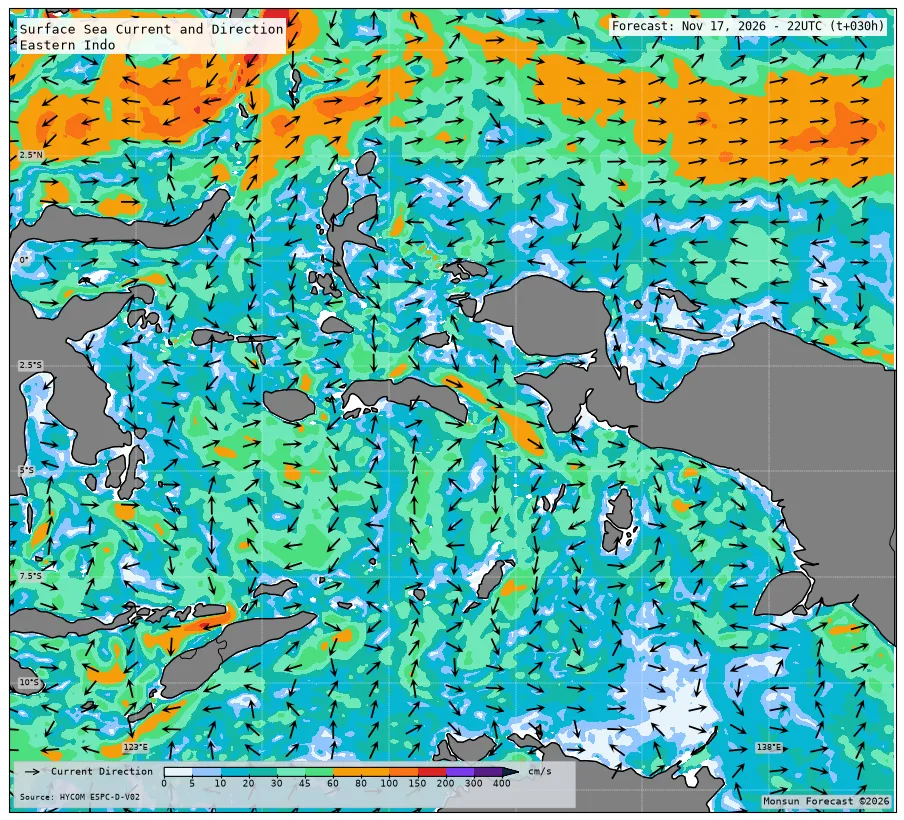 Surface Sea Current and Direction
Eastern Indo
Forecast: Nov 17, 2026 - 22UTC (t+030h)
2.5°N
0°
2.5°S
5°S
7.5°S
10°S
123°E
138°E
Current Direction
cm/s
0 5 10 20 30 45 60 80 100 150 200 300 400
Source: HYCOM ESPC-D-V02
Monsun Forecast ©2026